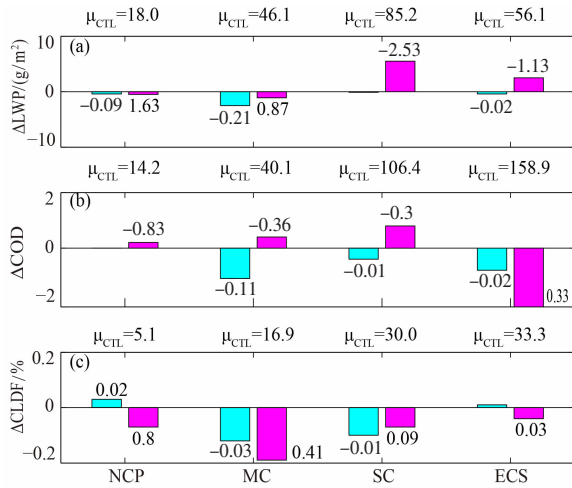 μCTL=18.0 μCTL=46.1 μCTL=85.2 μCTL=56.1
10
(a)
−2.53
−1.13
ΔLWP/(g/m²)
0
−0.09 1.63 −0.21 0.87 −0.02
−10
μCTL=14.2 μCTL=40.1 μCTL=106.4 μCTL=158.9
2
(b)
−0.83 −0.36 −0.3
ΔCOD
0
−0.11 −0.01 −0.02 0.33
−2
μCTL=5.1 μCTL=16.9 μCTL=30.0 μCTL=33.3
0.2
(c)
0.02
ΔCLDF/%
0
0.8 −0.03 0.41 −0.01 0.09 0.03
−0.2
NCP MC SC ECS